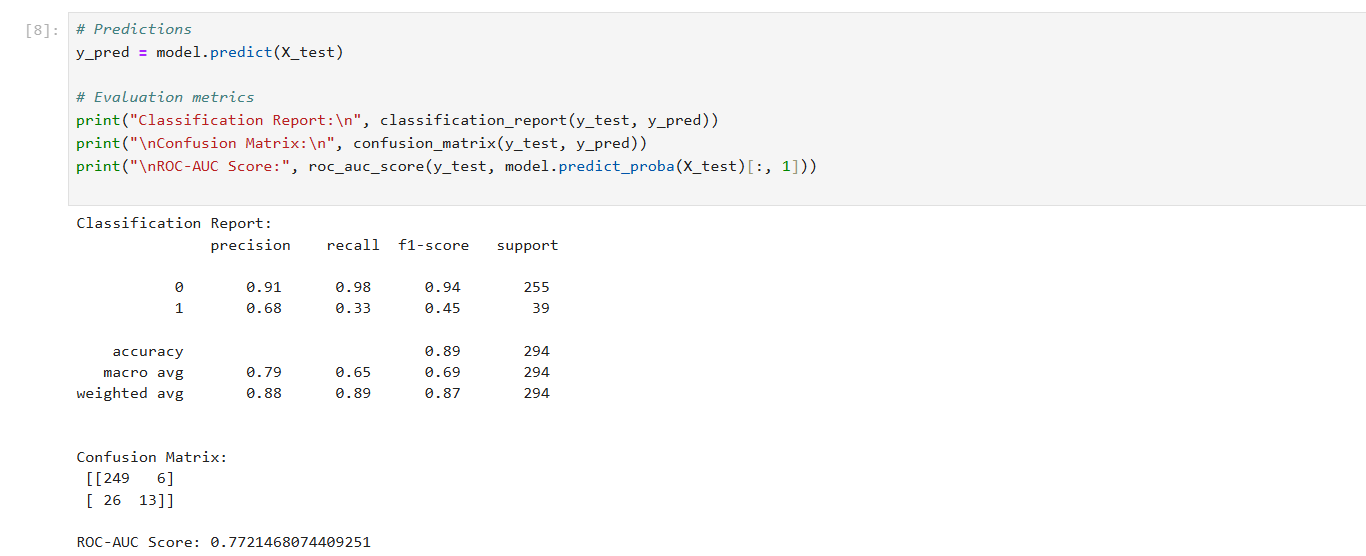 [8]:
# Predictions
y_pred = model.predict(X_test)
# Evaluation metrics
print("Classification Report:\n", classification_report(y_test, y_pred))
print("\nConfusion Matrix:\n", confusion_matrix(y_test, y_pred))
print("\nROC-AUC Score:", roc_auc_score(y_test, model.predict_proba(X_test)[:, 1]))
Classification Report:
precision recall f1-score support
0 0.91 0.98 0.94 255
1 0.68 0.33 0.45 39
accuracy 0.89 294
macro avg 0.79 0.65 0.69 294
weighted avg 0.88 0.89 0.87 294
Confusion Matrix:
[[249 6]
[ 26 13]]
ROC-AUC Score: 0.7721468074409251